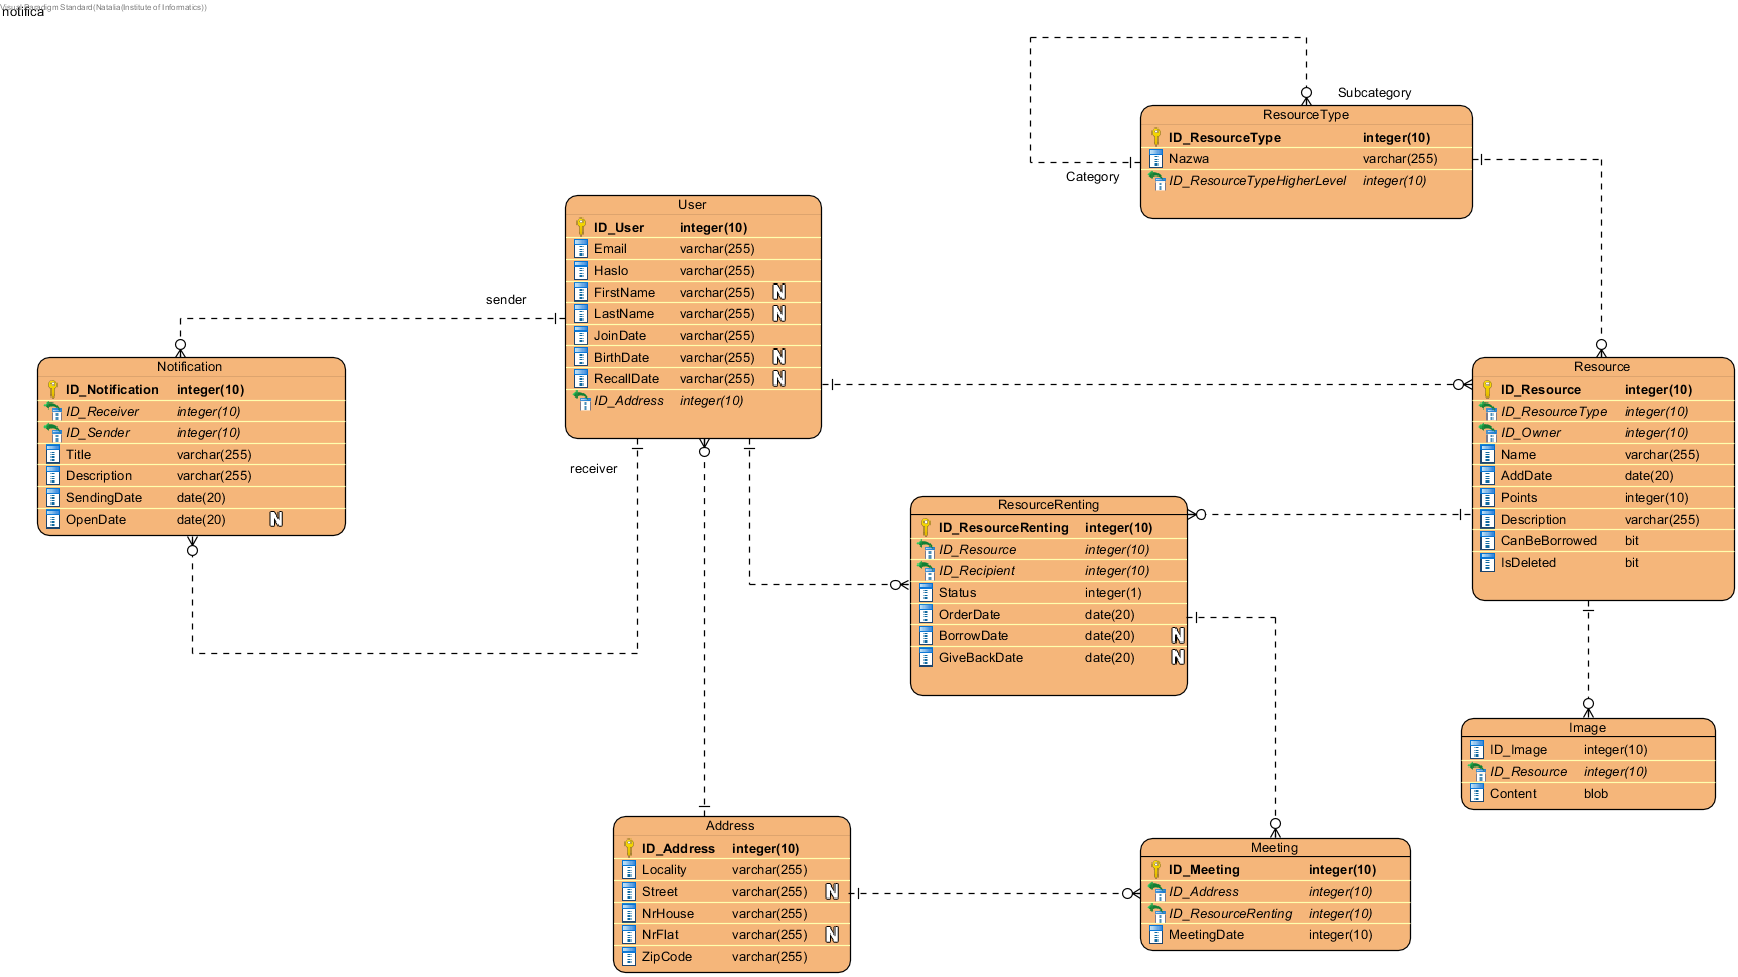 Visual Paradigm Standard(Natalia(Institute of Informatics))
notifica
Subcategory
ResourceType
ID_ResourceType integer(10)
Nazwa varchar(255)
ID_ResourceTypeHigherLevel integer(10)
Category
User
ID_User integer(10)
Email varchar(255)
Haslo varchar(255)
FirstName varchar(255) N
LastName varchar(255) N
JoinDate varchar(255)
BirthDate varchar(255) N
RecallDate varchar(255) N
ID_Address integer(10)
sender
receiver
Notification
ID_Notification integer(10)
ID_Receiver integer(10)
ID_Sender integer(10)
Title varchar(255)
Description varchar(255)
SendingDate date(20)
OpenDate date(20) N
Resource
ID_Resource integer(10)
ID_ResourceType integer(10)
ID_Owner integer(10)
Name varchar(255)
AddDate date(20)
Points integer(10)
Description varchar(255)
CanBeBorrowed bit
IsDeleted bit
ResourceRenting
ID_ResourceRenting integer(10)
ID_Resource integer(10)
ID_Recipient integer(10)
Status integer(1)
OrderDate date(20)
BorrowDate date(20) N
GiveBackDate date(20) N
Image
ID_Image integer(10)
ID_Resource integer(10)
Content blob
Address
ID_Address integer(10)
Locality varchar(255)
Street varchar(255) N
NrHouse varchar(255)
NrFlat varchar(255) N
ZipCode varchar(255)
Meeting
ID_Meeting integer(10)
ID_Address integer(10)
ID_ResourceRenting integer(10)
MeetingDate integer(10)